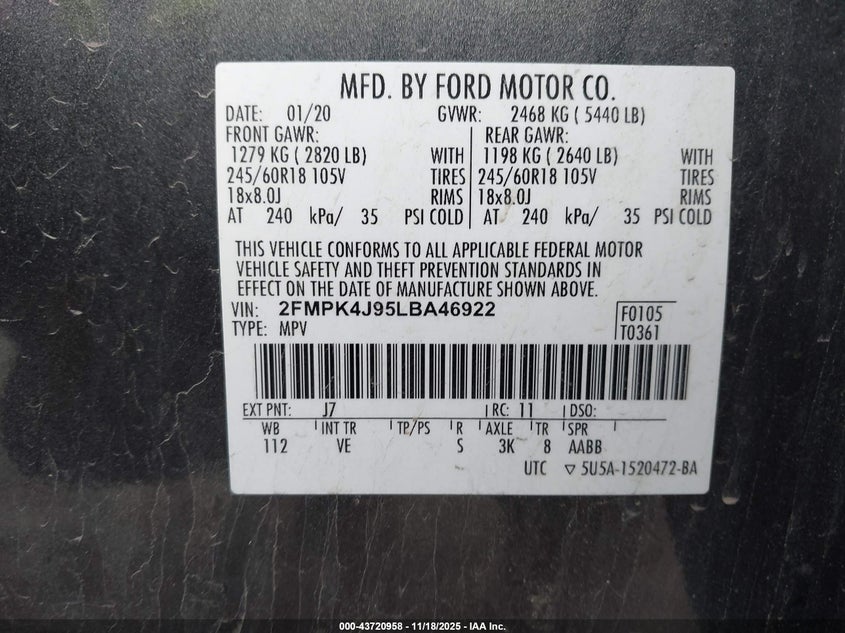 MFD. BY FORD MOTOR CO.
DATE: 01/20 GVWR: 2468 KG ( 5440 LB)
FRONT GAWR: REAR GAWR:
1279 KG ( 2820 LB) WITH 1198 KG ( 2640 LB) WITH
245/60R18 105V TIRES 245/60R18 105V TIRES
18x8.0J RIMS 18x8.0J RIMS
AT 240 kPa/ 35 PSI COLD AT 240 kPa/ 35 PSI COLD
THIS VEHICLE CONFORMS TO ALL APPLICABLE FEDERAL MOTOR
VEHICLE SAFETY AND THEFT PREVENTION STANDARDS IN
EFFECT ON THE DATE OF MANUFACTURE SHOWN ABOVE.
VIN: 2FMPK4J95LBA46922 F0105
TYPE: MPV T0361
EXT PNT: J7 RC: 11 DSO:
WB INT TR TP/PS R AXLE TR SPR
112 VE S 3K 8 AABB
UTC ▽ 5U5A-1520472-BA
000-43720958 - 11/18/2025 - IAA Inc.